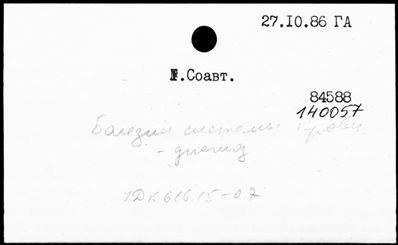 27.10.86 ГА
I.Соавт.
84588
140057
Болезни системы крови
- диагноз
УДК 616.15-07